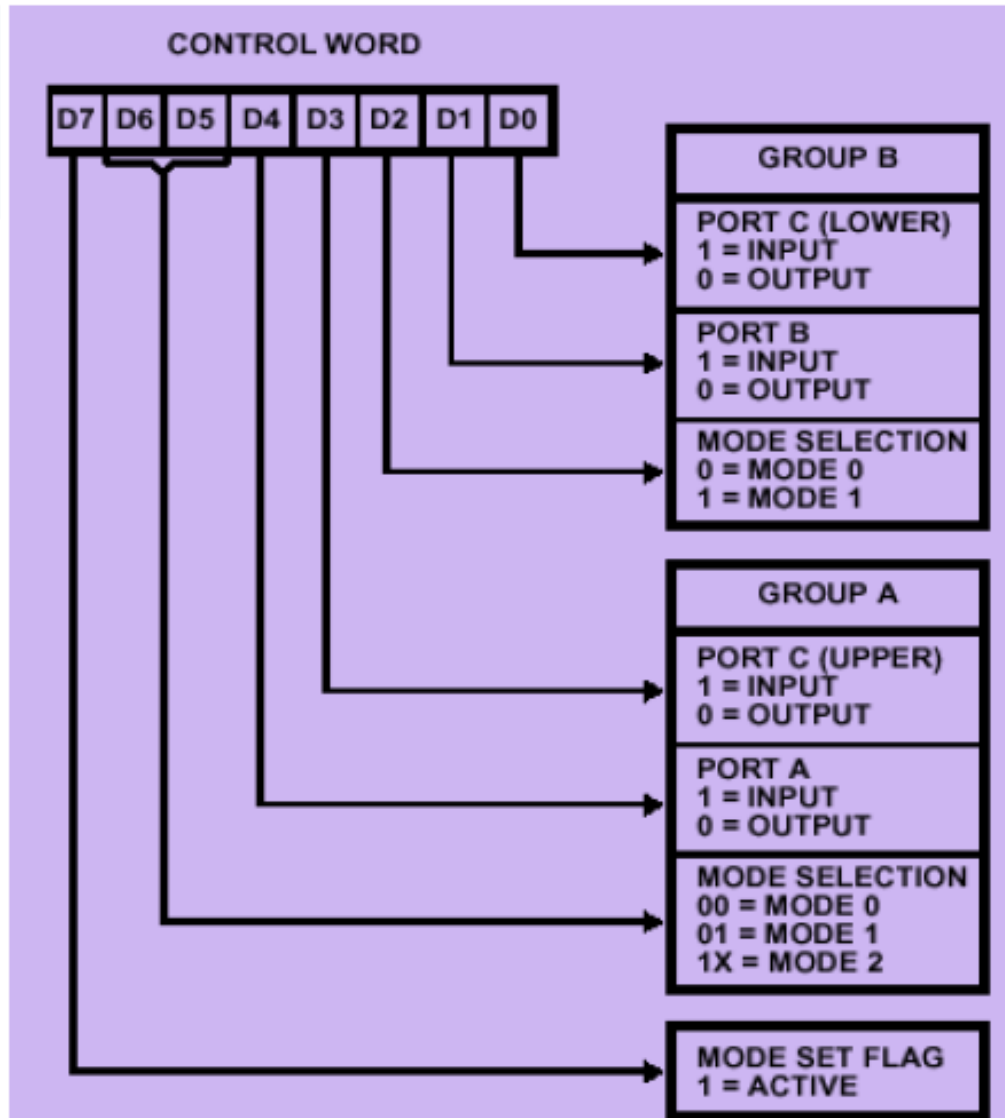 CONTROL WORD
D7 D6 D5 D4 D3 D2 D1 D0
GROUP B
PORT C (LOWER)
1 = INPUT
0 = OUTPUT
PORT B
1 = INPUT
0 = OUTPUT
MODE SELECTION
0 = MODE 0
1 = MODE 1
GROUP A
PORT C (UPPER)
1 = INPUT
0 = OUTPUT
PORT A
1 = INPUT
0 = OUTPUT
MODE SELECTION
00 = MODE 0
01 = MODE 1
1X = MODE 2
MODE SET FLAG
1 = ACTIVE